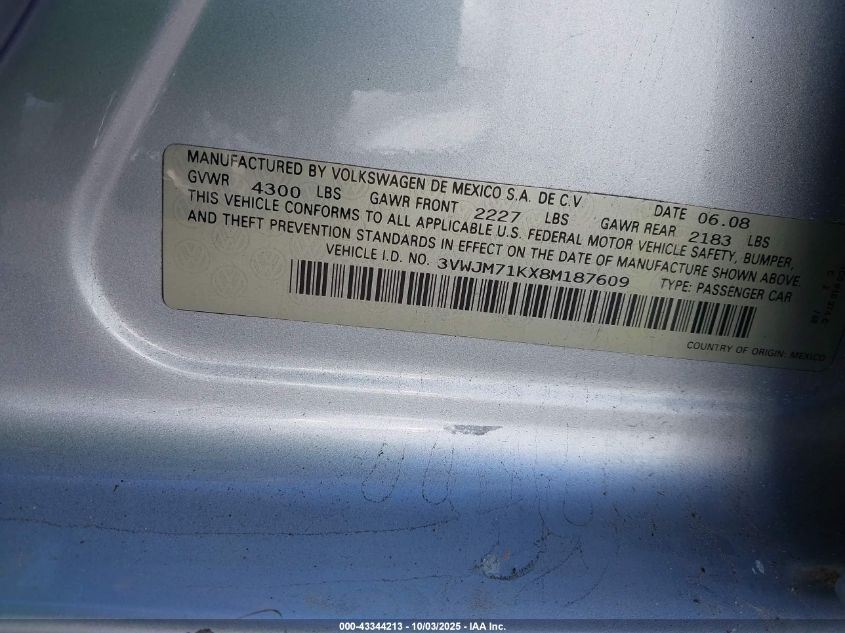 MANUFACTURED BY VOLKSWAGEN DE MEXICO S.A. DE C.V DATE 06.08
GVWR 4300 LBS GAWR FRONT 2227 LBS GAWR REAR 2183 LBS
THIS VEHICLE CONFORMS TO ALL APPLICABLE U.S. FEDERAL MOTOR VEHICLE SAFETY, BUMPER,
AND THEFT PREVENTION STANDARDS IN EFFECT ON THE DATE OF MANUFACTURE SHOWN ABOVE.
VEHICLE I.D. NO. 3VWJM71KX8M187609 TYPE: PASSENGER CAR
COUNTRY OF ORIGIN: MEXICO
000-43344213 - 10/03/2025 - IAA Inc.